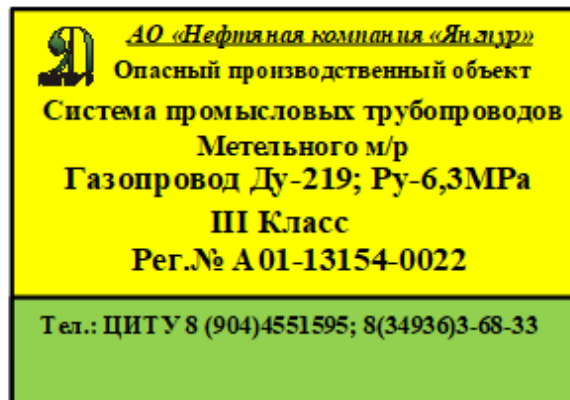 АО «Нефтяная компания «Янгпур»
Опасный производственный объект
Система промысловых трубопроводов
Метельного м/р
Газопровод Ду-219; Ру-6,3МРа
III Класс
Рег.№ А01-13154-0022
Тел.: ЦИТУ 8 (904)4551595; 8(34936)3-68-33